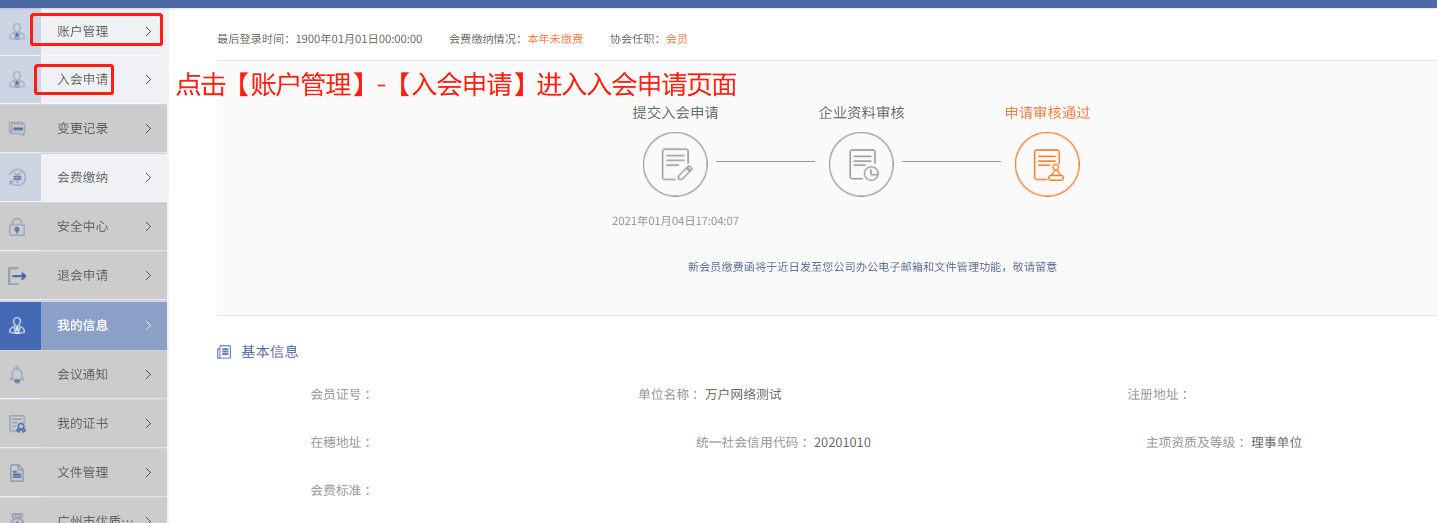 账户管理
入会申请
变更记录
会费缴纳
安全中心
退会申请
我的信息
会议通知
我的证书
文件管理
广州市优质…
最后登录时间：1900年01月01日00:00:00 会费缴纳情况：本年未缴费 协会任职：会员
点击【账户管理】-【入会申请】进入入会申请页面
提交入会申请 企业资料审核 申请审核通过
2021年01月04日17:04:07
新会员缴费函将于近日发至您公司办公电子邮箱和文件管理功能，敬请留意
基本信息
会员证号： 单位名称：万户网络测试 注册地址：
在穗地址： 统一社会信用代码：20201010 主项资质及等级：理事单位
会费标准：